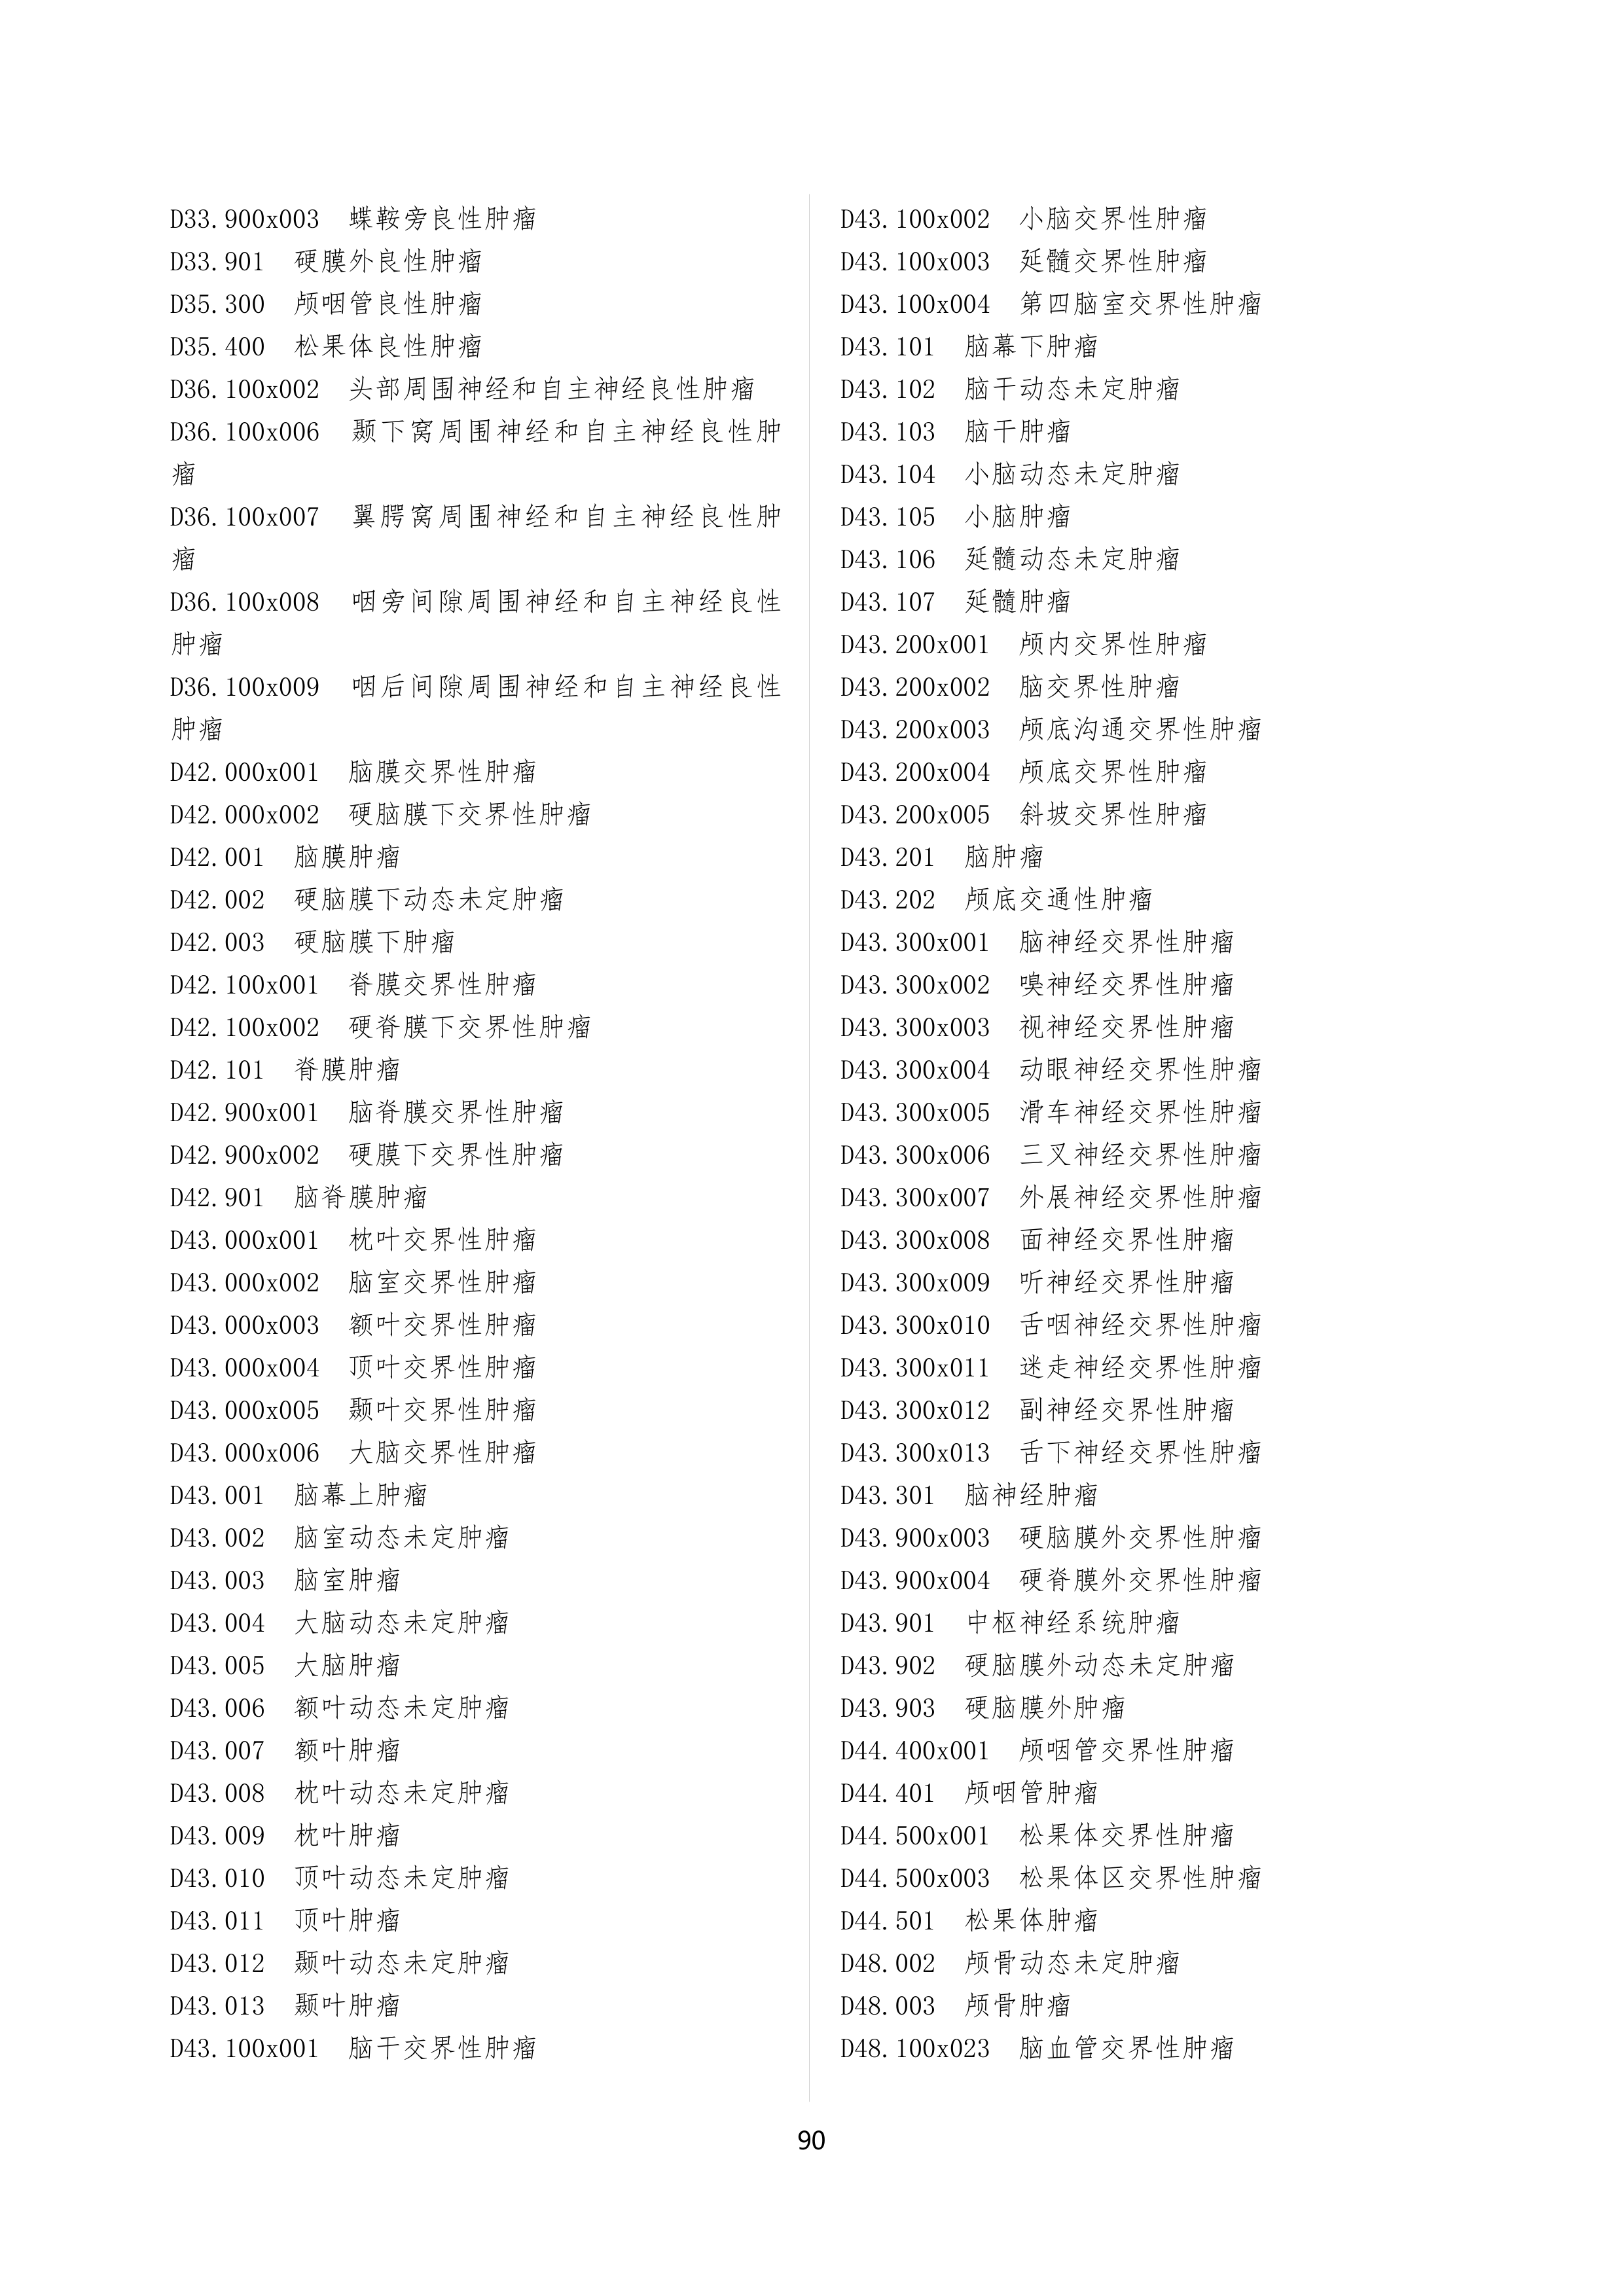 D33.900x003 蝶鞍旁良性肿瘤
D33.901 硬膜外良性肿瘤
D35.300 颅咽管良性肿瘤
D35.400 松果体良性肿瘤
D36.100x002 头部周围神经和自主神经良性肿瘤
D36.100x006 颞下窝周围神经和自主神经良性肿
瘤
D36.100x007 翼腭窝周围神经和自主神经良性肿
瘤
D36.100x008 咽旁间隙周围神经和自主神经良性
肿瘤
D36.100x009 咽后间隙周围神经和自主神经良性
肿瘤
D42.000x001 脑膜交界性肿瘤
D42.000x002 硬脑膜下交界性肿瘤
D42.001 脑膜肿瘤
D42.002 硬脑膜下动态未定肿瘤
D42.003 硬脑膜下肿瘤
D42.100x001 脊膜交界性肿瘤
D42.100x002 硬脊膜下交界性肿瘤
D42.101 脊膜肿瘤
D42.900x001 脑脊膜交界性肿瘤
D42.900x002 硬膜下交界性肿瘤
D42.901 脑脊膜肿瘤
D43.000x001 枕叶交界性肿瘤
D43.000x002 脑室交界性肿瘤
D43.000x003 额叶交界性肿瘤
D43.000x004 顶叶交界性肿瘤
D43.000x005 颞叶交界性肿瘤
D43.000x006 大脑交界性肿瘤
D43.001 脑幕上肿瘤
D43.002 脑室动态未定肿瘤
D43.003 脑室肿瘤
D43.004 大脑动态未定肿瘤
D43.005 大脑肿瘤
D43.006 额叶动态未定肿瘤
D43.007 额叶肿瘤
D43.008 枕叶动态未定肿瘤
D43.009 枕叶肿瘤
D43.010 顶叶动态未定肿瘤
D43.011 顶叶肿瘤
D43.012 颞叶动态未定肿瘤
D43.013 颞叶肿瘤
D43.100x001 脑干交界性肿瘤
D43.100x002 小脑交界性肿瘤
D43.100x003 延髓交界性肿瘤
D43.100x004 第四脑室交界性肿瘤
D43.101 脑幕下肿瘤
D43.102 脑干动态未定肿瘤
D43.103 脑干肿瘤
D43.104 小脑动态未定肿瘤
D43.105 小脑肿瘤
D43.106 延髓动态未定肿瘤
D43.107 延髓肿瘤
D43.200x001 颅内交界性肿瘤
D43.200x002 脑交界性肿瘤
D43.200x003 颅底沟通交界性肿瘤
D43.200x004 颅底交界性肿瘤
D43.200x005 斜坡交界性肿瘤
D43.201 脑肿瘤
D43.202 颅底交通性肿瘤
D43.300x001 脑神经交界性肿瘤
D43.300x002 嗅神经交界性肿瘤
D43.300x003 视神经交界性肿瘤
D43.300x004 动眼神经交界性肿瘤
D43.300x005 滑车神经交界性肿瘤
D43.300x006 三叉神经交界性肿瘤
D43.300x007 外展神经交界性肿瘤
D43.300x008 面神经交界性肿瘤
D43.300x009 听神经交界性肿瘤
D43.300x010 舌咽神经交界性肿瘤
D43.300x011 迷走神经交界性肿瘤
D43.300x012 副神经交界性肿瘤
D43.300x013 舌下神经交界性肿瘤
D43.301 脑神经肿瘤
D43.900x003 硬脑膜外交界性肿瘤
D43.900x004 硬脊膜外交界性肿瘤
D43.901 中枢神经系统肿瘤
D43.902 硬脑膜外动态未定肿瘤
D43.903 硬脑膜外肿瘤
D44.400x001 颅咽管交界性肿瘤
D44.401 颅咽管肿瘤
D44.500x001 松果体交界性肿瘤
D44.500x003 松果体区交界性肿瘤
D44.501 松果体肿瘤
D48.002 颅骨动态未定肿瘤
D48.003 颅骨肿瘤
D48.100x023 脑血管交界性肿瘤
90